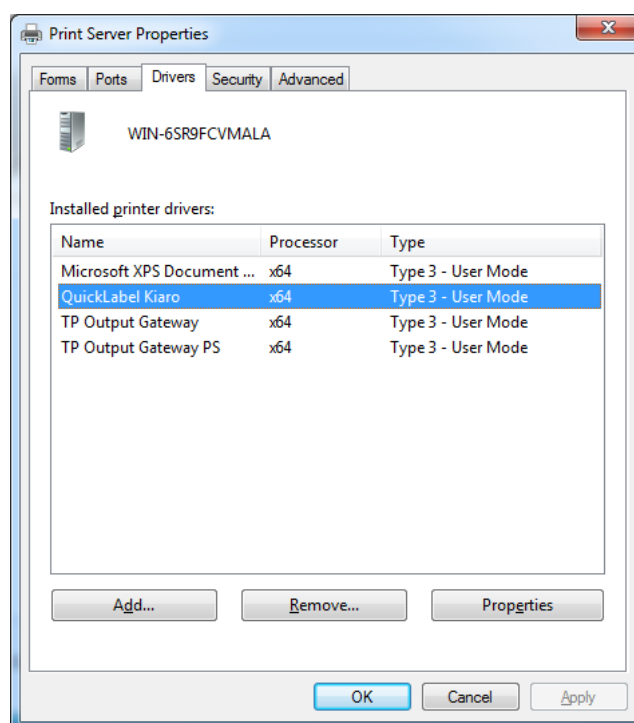 Print Server Properties
Forms Ports Drivers Security Advanced
WIN-6SR9FCVMALA
Installed printer drivers:
Name Processor Type
Microsoft XPS Document ... x64 Type 3 - User Mode
QuickLabel Kiaro x64 Type 3 - User Mode
TP Output Gateway x64 Type 3 - User Mode
TP Output Gateway PS x64 Type 3 - User Mode
Add... Remove... Properties
OK Cancel Apply